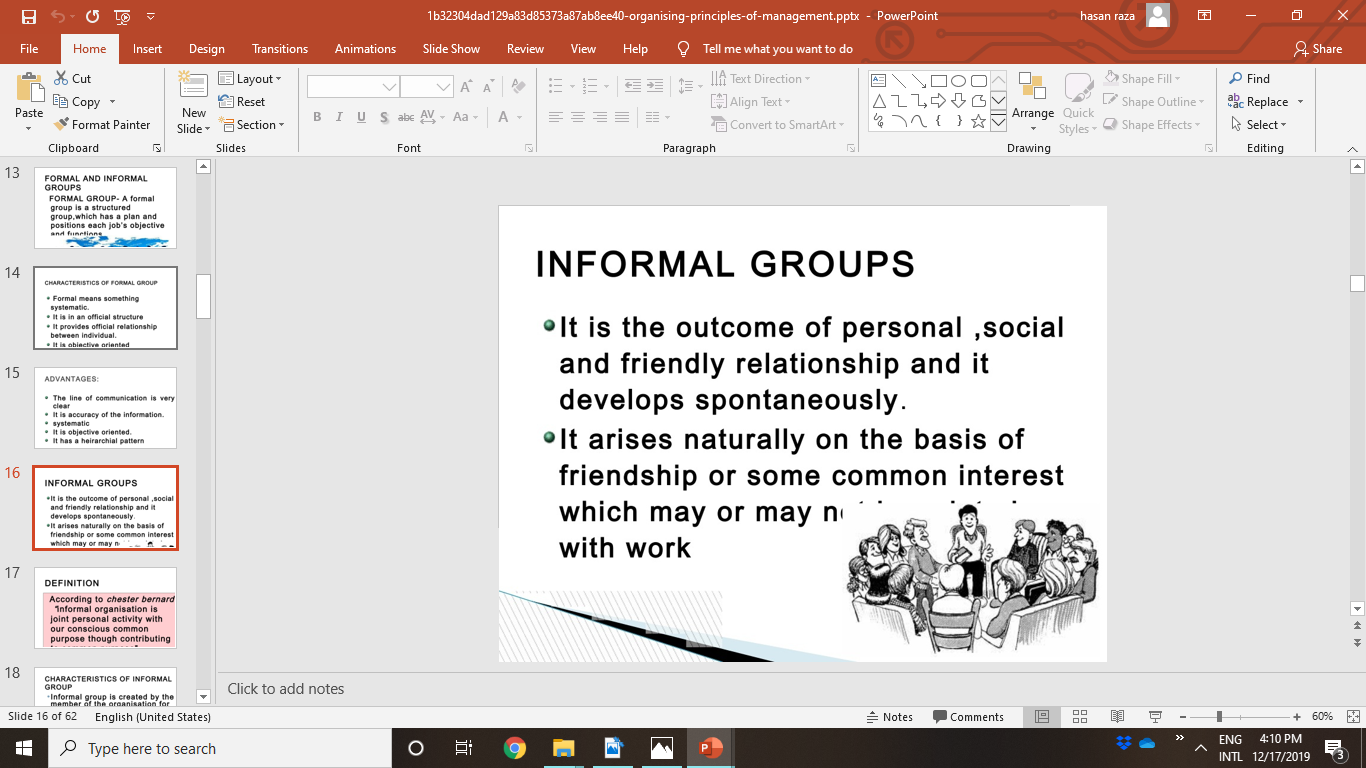 1b32304dad129a83d85373a87ab8ee40-organising-principles-of-management.pptx - PowerPoint
hasan raza
File Home Insert Design Transitions Animations Slide Show Review View Help Tell me what you want to do Share
Paste
Cut
Copy
Format Painter
Clipboard
New Slide
Layout
Reset
Section
Slides
B I U S abc AV Aa A
Font
Text Direction
Align Text
Convert to SmartArt
Paragraph
Arrange
Quick Styles
Shape Fill
Shape Outline
Shape Effects
Drawing
Find
Replace
Select
Editing
13
FORMAL AND INFORMAL
GROUPS
FORMAL GROUP- A formal
group is a structured
group,which has a plan and
positions each job's objective
and functions
14
CHARACTERISTICS OF FORMAL GROUP
Formal means something
systematic.
It is in an official structure
It provides official relationship
between individual.
It is objective oriented
15
ADVANTAGES:
The line of communication is very
clear
It is accuracy of the information.
systematic
It is objective oriented.
It has a heirarchial pattern
16
INFORMAL GROUPS
It is the outcome of personal ,social
and friendly relationship and it
develops spontaneously.
It arises naturally on the basis of
friendship or some common interest
which may or may
17
DEFINITION
According to chester bernard
"Informal organisation is
joint personal activity with
our conscious common
purpose though contributing
18
CHARACTERISTICS OF INFORMAL
GROUP
Informal group is created by the
member of the organisation for
INFORMAL GROUPS
It is the outcome of personal ,social
and friendly relationship and it
develops spontaneously.
It arises naturally on the basis of
friendship or some common interest
which may or may
with work
Click to add notes
Slide 16 of 62 English (United States) Notes Comments 60%
Type here to search
ENG 4:10 PM
INTL 12/17/2019
3